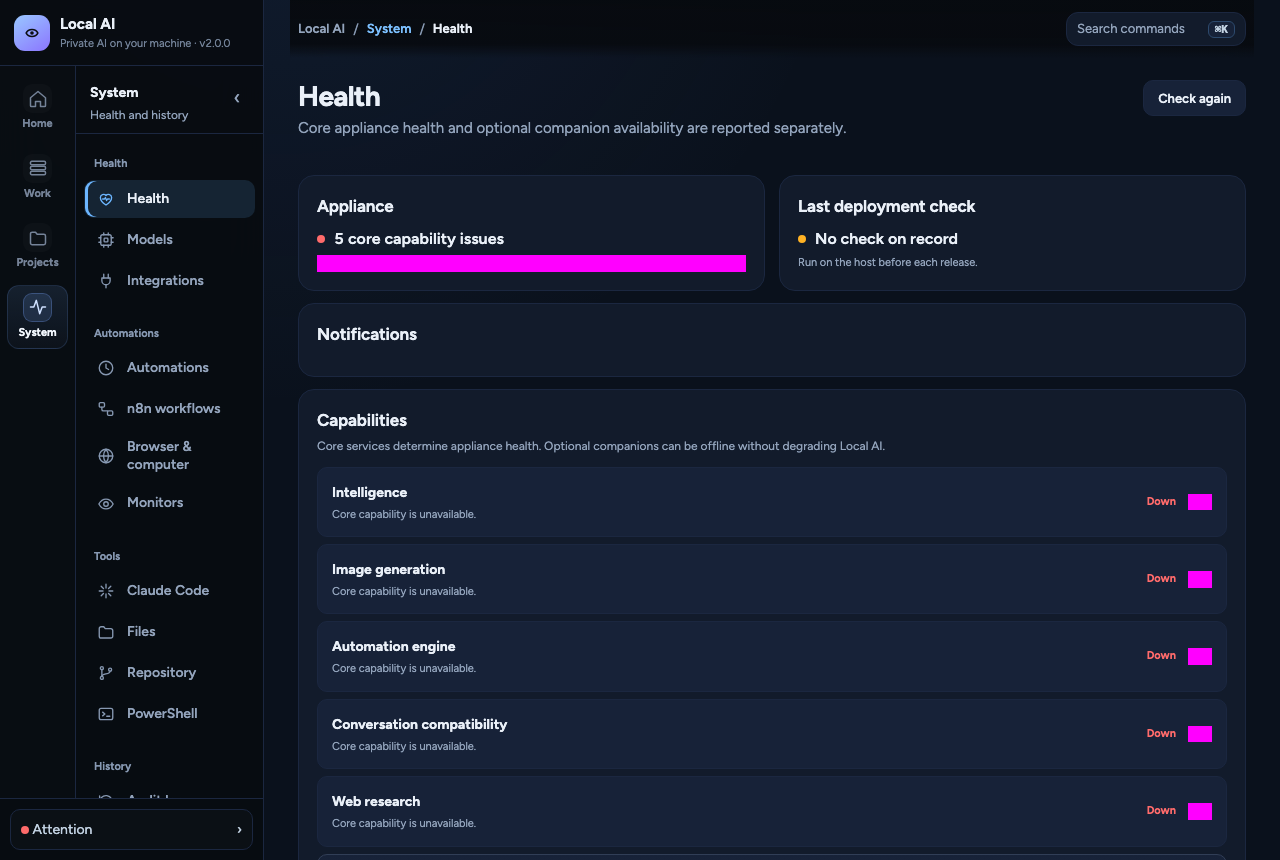 Local AI
Private AI on your machine · v2.0.0
Home
Work
Projects
System
System
Health and history
Health
Health
Models
Integrations
Automations
Automations
n8n workflows
Browser &
computer
Monitors
Tools
Claude Code
Files
Repository
PowerShell
History
Attention
Local AI / System / Health
Search commands ⌘K
Health
Core appliance health and optional companion availability are reported separately.
Check again
Appliance
5 core capability issues
Last deployment check
No check on record
Run on the host before each release.
Notifications
Capabilities
Core services determine appliance health. Optional companions can be offline without degrading Local AI.
Intelligence
Core capability is unavailable.
Down
Image generation
Core capability is unavailable.
Down
Automation engine
Core capability is unavailable.
Down
Conversation compatibility
Core capability is unavailable.
Down
Web research
Core capability is unavailable.
Down